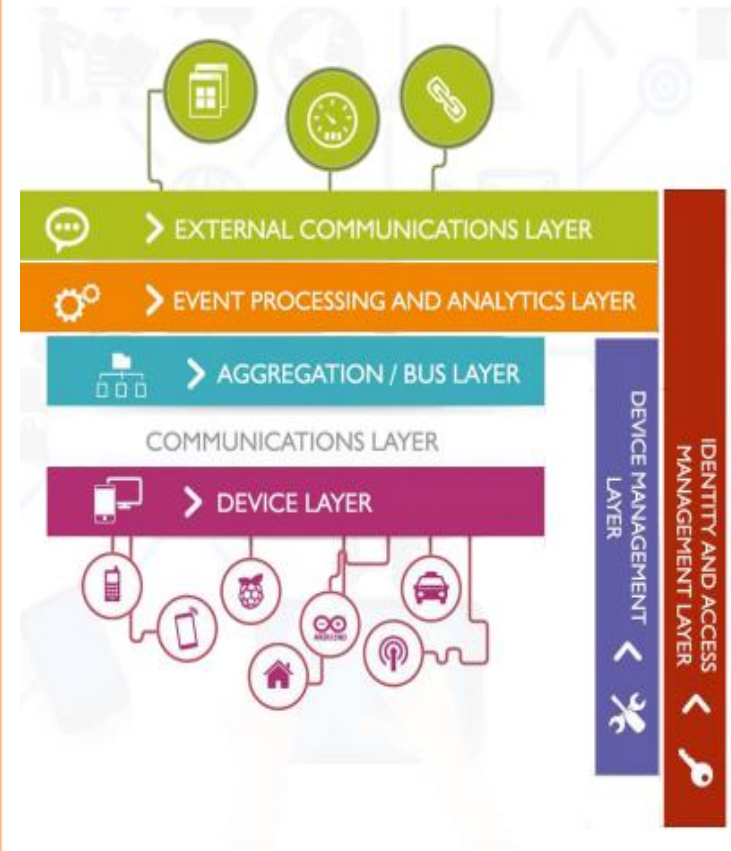 EXTERNAL COMMUNICATIONS LAYER
EVENT PROCESSING AND ANALYTICS LAYER
AGGREGATION / BUS LAYER
COMMUNICATIONS LAYER
DEVICE LAYER
ARDUINO
DEVICE MANAGEMENT
LAYER
IDENTITY AND ACCESS
MANAGEMENT LAYER